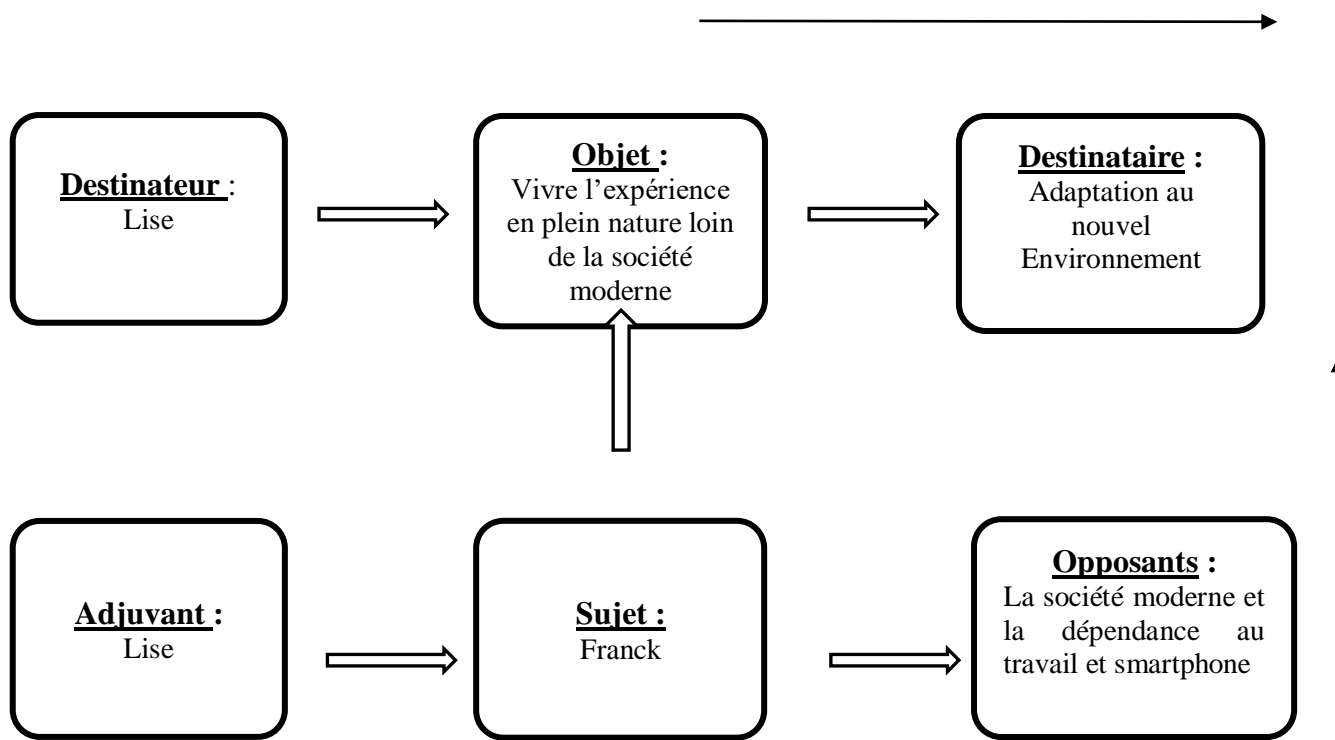 Destinateur :
Lise
Objet :
Vivre l’expérience
en plein nature loin
de la société
moderne
Destinataire :
Adaptation au
nouvel
Environnement
Adjuvant :
Lise
Sujet :
Franck
Opposants :
La société moderne et
la dépendance au
travail et smartphone